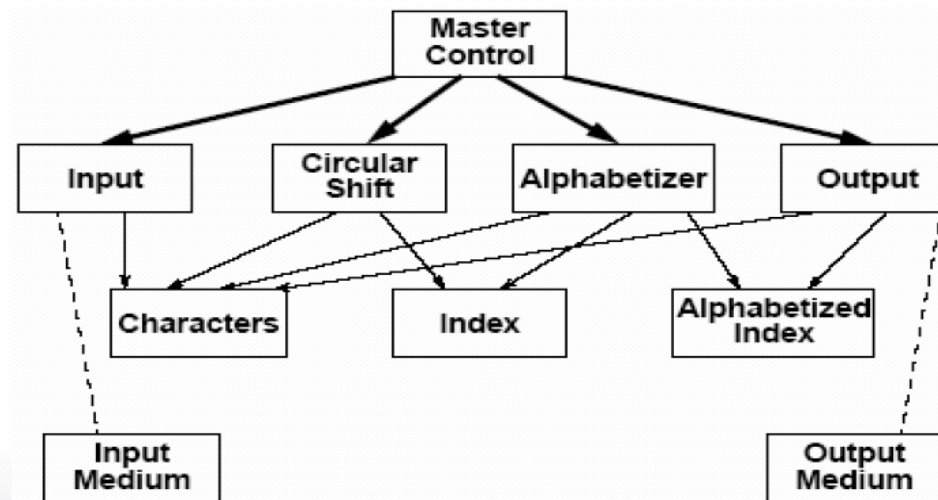 Master
Control
Input
Circular
Shift
Alphabetizer
Output
Characters
Index
Alphabetized
Index
Input
Medium
Output
Medium